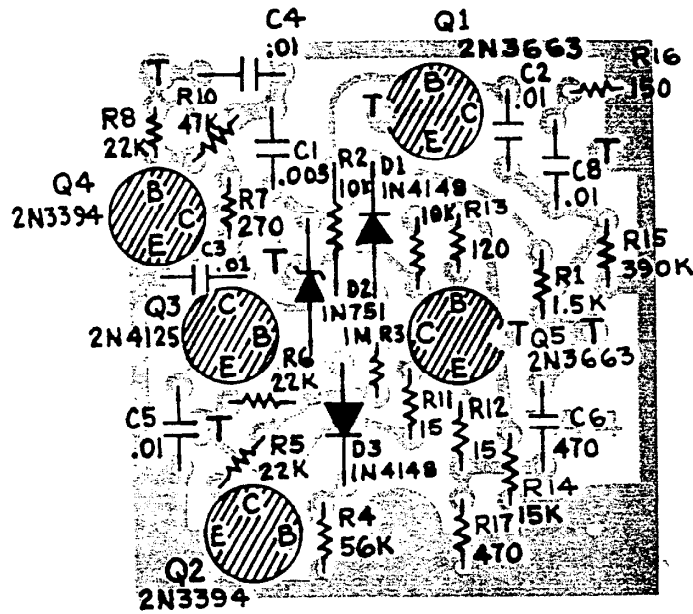 C4
.01
Q1
2N3663
R16
150
C2
.01
T
R10
47K
R8
22K
B
T
C
E
T
C1
.005
R2
10K
D1
1N4148
C8
.01
Q4
2N3394
B
C
E
R7
270
10K
R13
120
R15
390K
C3
.01
T
R1
1.5K
D2
1N751
Q3
2N4125
C
B
E
1M R3
B
C
E
T
Q5
T
2N3663
R6
22K
C5
.01
T
R11
15
R12
15
C6
470
R5
22K
D3
1N4148
R14
15K
C
E
B
R4
56K
R17
470
Q2
2N3394